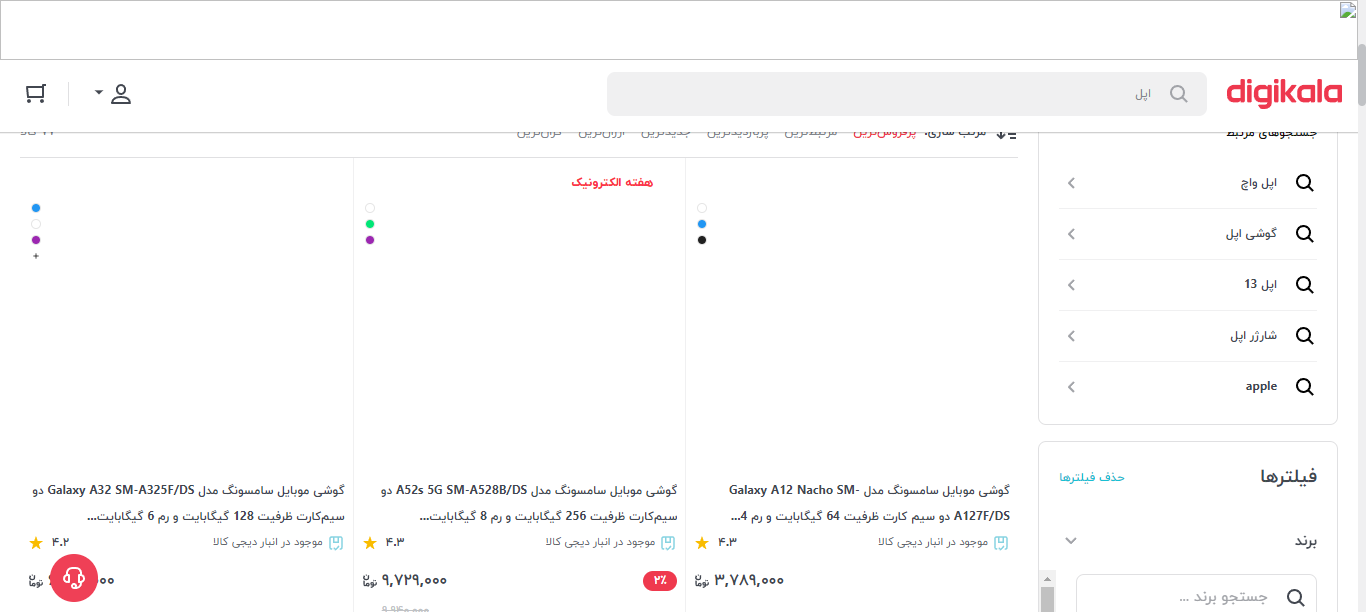 digikala
اپل
جستجوهای مرتبط
اپل واچ
گوشی اپل
اپل 13
شارژر اپل
apple
فیلترها
حذف فیلترها
برند
جستجو برند ...
مرتب سازی: پرفروش‌ترین مرتبط‌ترین پربازدیدترین جدیدترین ارزان‌ترین گران‌ترین
گوشی موبایل سامسونگ مدل Galaxy A12 Nacho SM-
A127F/DS دو سیم کارت ظرفیت 64 گیگابایت و رم 4...
موجود در انبار دیجی کالا
۴.۳
۳,۷۸۹,۰۰۰ تومان
هفته الکترونیک
گوشی موبایل سامسونگ مدل A52s 5G SM-A528B/DS دو
سیم‌کارت ظرفیت 256 گیگابایت و رم 8 گیگابایت...
موجود در انبار دیجی کالا
۴.۳
۲٪
۹,۷۲۹,۰۰۰ تومان
۹,۹۴۰,۰۰۰
+
گوشی موبایل سامسونگ مدل Galaxy A32 SM-A325F/DS دو
سیم‌کارت ظرفیت 128 گیگابایت و رم 6 گیگابایت...
موجود در انبار دیجی کالا
۴.۲
تومان